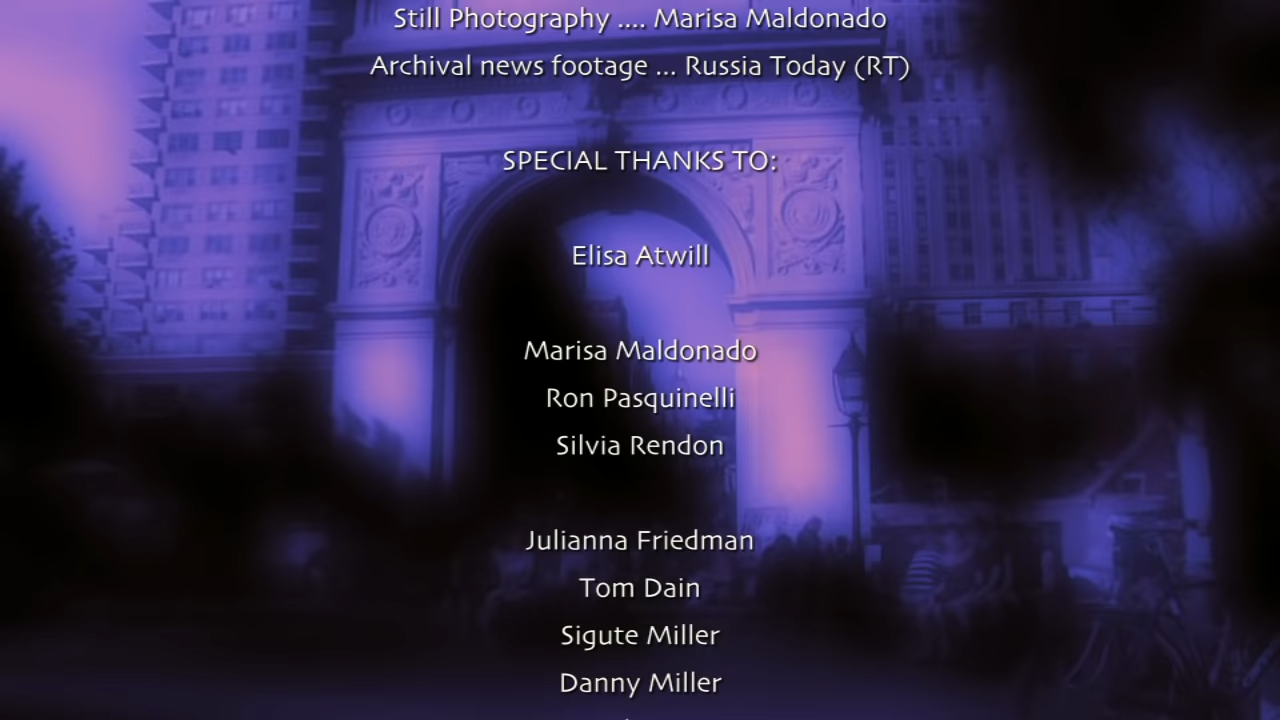 Still Photography .... Marisa Maldonado
Archival news footage ... Russia Today (RT)
SPECIAL THANKS TO:
Elisa Atwill
Marisa Maldonado
Ron Pasquinelli
Silvia Rendon
Julianna Friedman
Tom Dain
Sigute Miller
Danny Miller